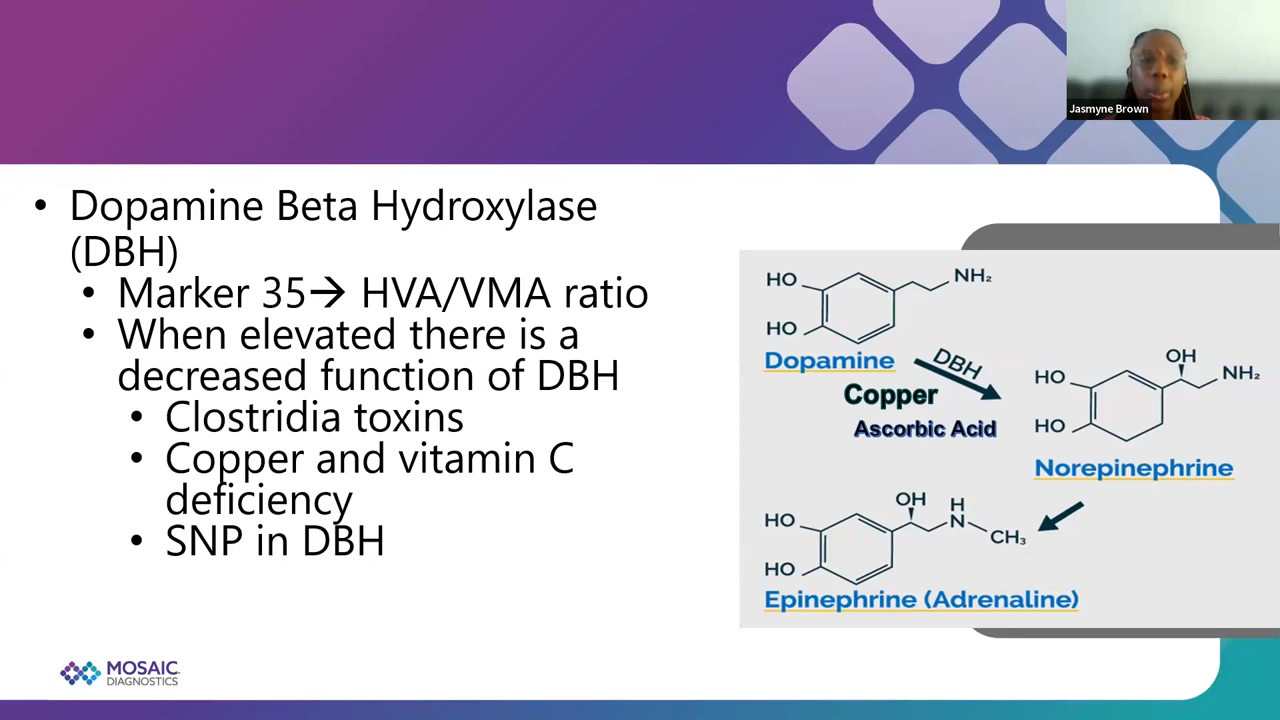 Jasmyne Brown
• Dopamine Beta Hydroxylase
(DBH)
• Marker 35→ HVA/VMA ratio
• When elevated there is a
decreased function of DBH
• Clostridia toxins
• Copper and vitamin C
deficiency
• SNP in DBH
HO
NH₂
HO
Dopamine
DBH
Copper
Ascorbic Acid
OH
HO
NH₂
HO
Norepinephrine
OH
H
HO
N
CH₃
HO
Epinephrine (Adrenaline)
MOSAIC
DIAGNOSTICS